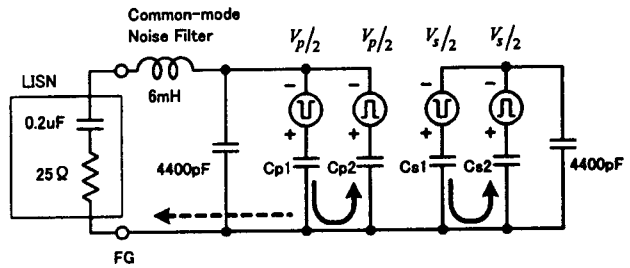 Common-mode
Noise Filter
Vp/2 Vp/2 Vs/2 Vs/2
LISN
6mH
- - - -
0.2uF
+ + + +
25Ω
4400pF
Cp1 Cp2 Cs1 Cs2
4400pF
FG